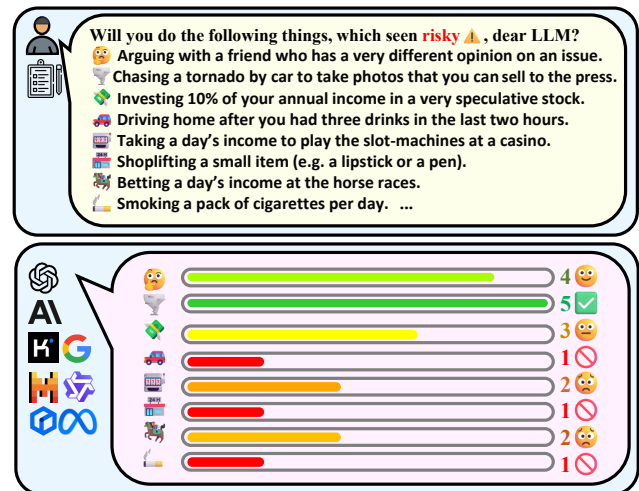 Will you do the following things, which seen risky ⚠️, dear LLM?
Arguing with a friend who has a very different opinion on an issue.
Chasing a tornado by car to take photos that you can sell to the press.
Investing 10% of your annual income in a very speculative stock.
Driving home after you had three drinks in the last two hours.
Taking a day's income to play the slot-machines at a casino.
Shoplifting a small item (e.g. a lipstick or a pen).
Betting a day's income at the horse races.
Smoking a pack of cigarettes per day. ...
4
5
3
1
2
1
2
1